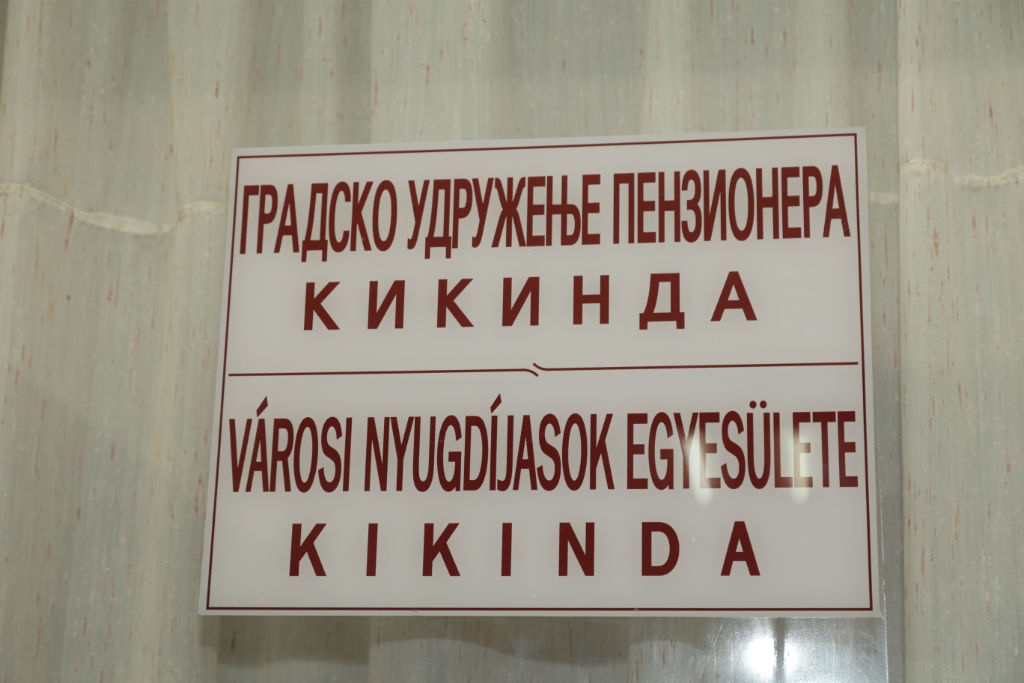 ГРАДСКО УДРУЖЕЊЕ ПЕНЗИОНЕРА
КИКИНДА
VÁROSI NYUGDÍJASOK EGYESÜLETE
KIKINDA